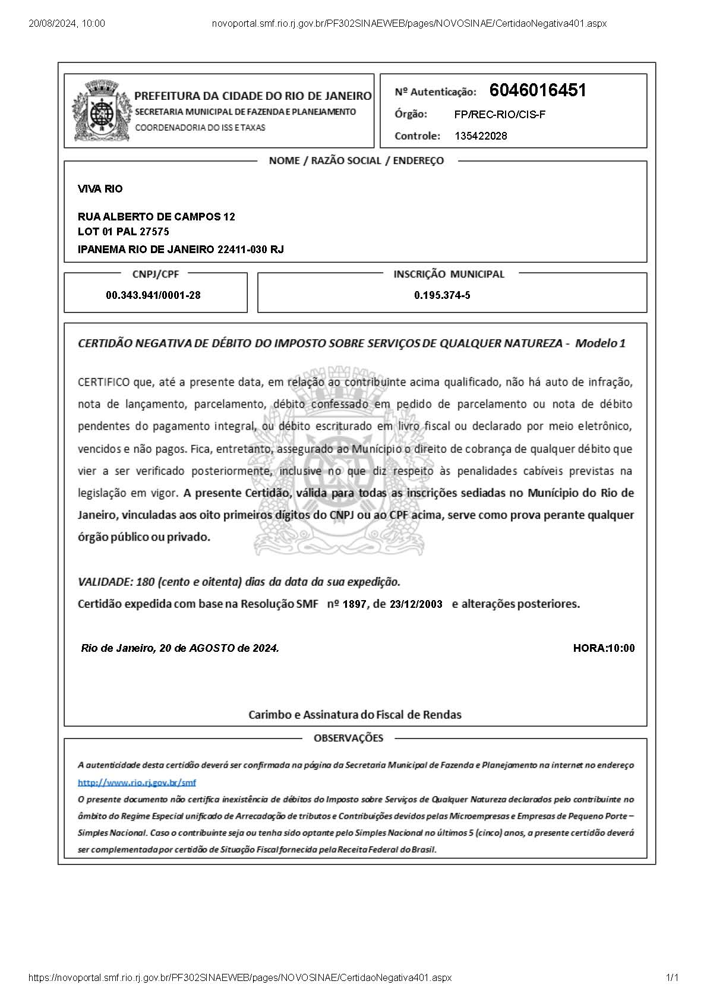 20/08/2024, 10:00 novoportal.smf.rio.rj.gov.br/PF302SINAEWEB/pages/NOVOSINAE/CertidaoNegativa401.aspx
PREFEITURA DA CIDADE DO RIO DE JANEIRO
SECRETARIA MUNICIPAL DE FAZENDA E PLANEJAMENTO
COORDENADORIA DO ISS E TAXAS
Nº Autenticação: 6046016451
Órgão: FP/REC-RIO/CIS-F
Controle: 135422028
NOME / RAZÃO SOCIAL / ENDEREÇO
VIVA RIO
RUA ALBERTO DE CAMPOS 12
LOT 01 PAL 27575
IPANEMA RIO DE JANEIRO 22411-030 RJ
CNPJ/CPF
00.343.941/0001-28
INSCRIÇÃO MUNICIPAL
0.195.374-5
CERTIDÃO NEGATIVA DE DÉBITO DO IMPOSTO SOBRE SERVIÇOS DE QUALQUER NATUREZA - Modelo 1
CERTIFICO que, até a presente data, em relação ao contribuinte acima qualificado, não há auto de infração,
nota de lançamento, parcelamento, débito confessado em pedido de parcelamento ou nota de débito
pendentes do pagamento integral, ou débito escriturado em livro fiscal ou declarado por meio eletrônico,
vencidos e não pagos. Fica, entretanto, assegurado ao Munícipio o direito de cobrança de qualquer débito que
vier a ser verificado posteriormente, inclusive no que diz respeito às penalidades cabíveis previstas na
legislação em vigor. A presente Certidão, válida para todas as inscrições sediadas no Munícipio do Rio de
Janeiro, vinculadas aos oito primeiros dígitos do CNPJ ou ao CPF acima, serve como prova perante qualquer
órgão público ou privado.
VALIDADE: 180 (cento e oitenta) dias da data da sua expedição.
Certidão expedida com base na Resolução SMF nº 1897, de 23/12/2003 e alterações posteriores.
Rio de Janeiro, 20 de AGOSTO de 2024. HORA:10:00
Carimbo e Assinatura do Fiscal de Rendas
OBSERVAÇÕES
A autenticidade desta certidão deverá ser confirmada na página da Secretaria Municipal de Fazenda e Planejamento na internet no endereço
http://www.rio.rj.gov.br/smf
O presente documento não certifica inexistência de débitos do Imposto sobre Serviços de Qualquer Natureza declarados pelo contribuinte no
âmbito do Regime Especial unificado de Arrecadação de tributos e Contribuições devidos pelas Microempresas e Empresas de Pequeno Porte –
Simples Nacional. Caso o contribuinte seja ou tenha sido optante pelo Simples Nacional no últimos 5 (cinco) anos, a presente certidão deverá
ser complementada por certidão de Situação Fiscal fornecida pela Receita Federal do Brasil.
https://novoportal.smf.rio.rj.gov.br/PF302SINAEWEB/pages/NOVOSINAE/CertidaoNegativa401.aspx 1/1